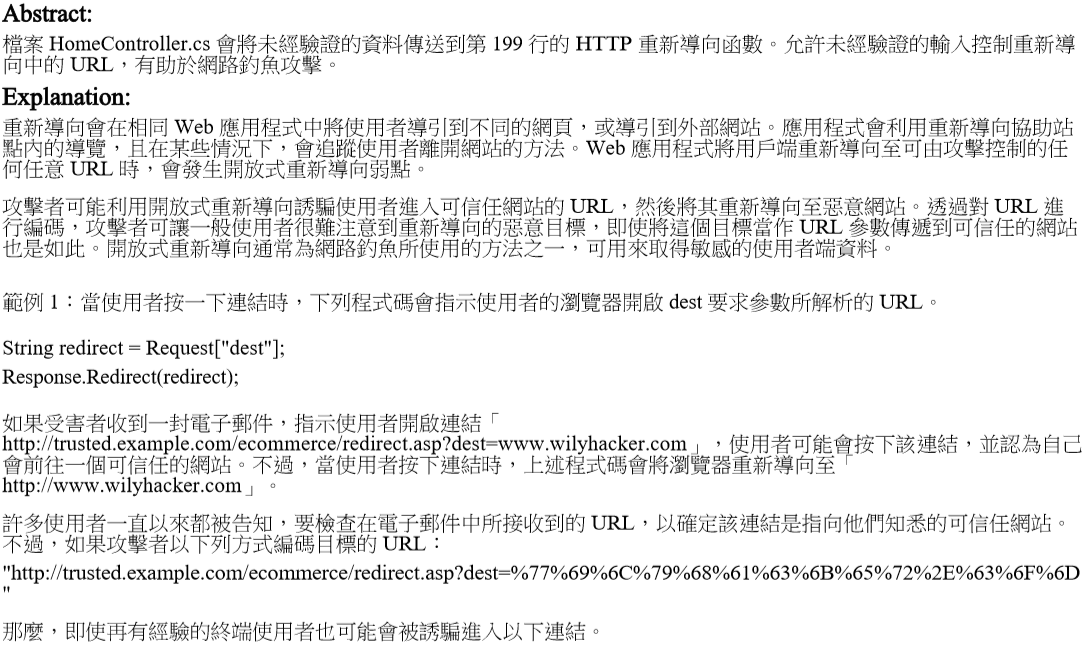 Abstract:
檔案 HomeController.cs 會將未經驗證的資料傳送到第 199 行的 HTTP 重新導向函數。允許未經驗證的輸入控制重新導
向中的 URL，有助於網路釣魚攻擊。
Explanation:
重新導向會在相同 Web 應用程式中將使用者導引到不同的網頁，或導引到外部網站。應用程式會利用重新導向協助站
點內的導覽，且在某些情況下，會追蹤使用者離開網站的方法。Web 應用程式將用戶端重新導向至可由攻擊控制的任
何任意 URL 時，會發生開放式重新導向弱點。
攻擊者可能利用開放式重新導向誘騙使用者進入可信任網站的 URL，然後將其重新導向至惡意網站。透過對 URL 進
行編碼，攻擊者可讓一般使用者很難注意到重新導向的惡意目標，即使將這個目標當作 URL 參數傳遞到可信任的網站
也是如此。開放式重新導向通常為網路釣魚所使用的方法之一，可用來取得敏感的使用者端資料。
範例 1：當使用者按一下連結時，下列程式碼會指示使用者的瀏覽器開啟 dest 要求參數所解析的 URL。
String redirect = Request["dest"];
Response.Redirect(redirect);
如果受害者收到一封電子郵件，指示使用者開啟連結「
http://trusted.example.com/ecommerce/redirect.asp?dest=www.wilyhacker.com」，使用者可能會按下該連結，並認為自己
會前往一個可信任的網站。不過，當使用者按下連結時，上述程式碼會將瀏覽器重新導向至「
http://www.wilyhacker.com」。
許多使用者一直以來都被告知，要檢查在電子郵件中所接收到的 URL，以確定該連結是指向他們知悉的可信任網站。
不過，如果攻擊者以下列方式編碼目標的 URL：
"http://trusted.example.com/ecommerce/redirect.asp?dest=%77%69%6C%79%68%61%63%6B%65%72%2E%63%6F%6D
"
那麼，即使再有經驗的終端使用者也可能會被誘騙進入以下連結。